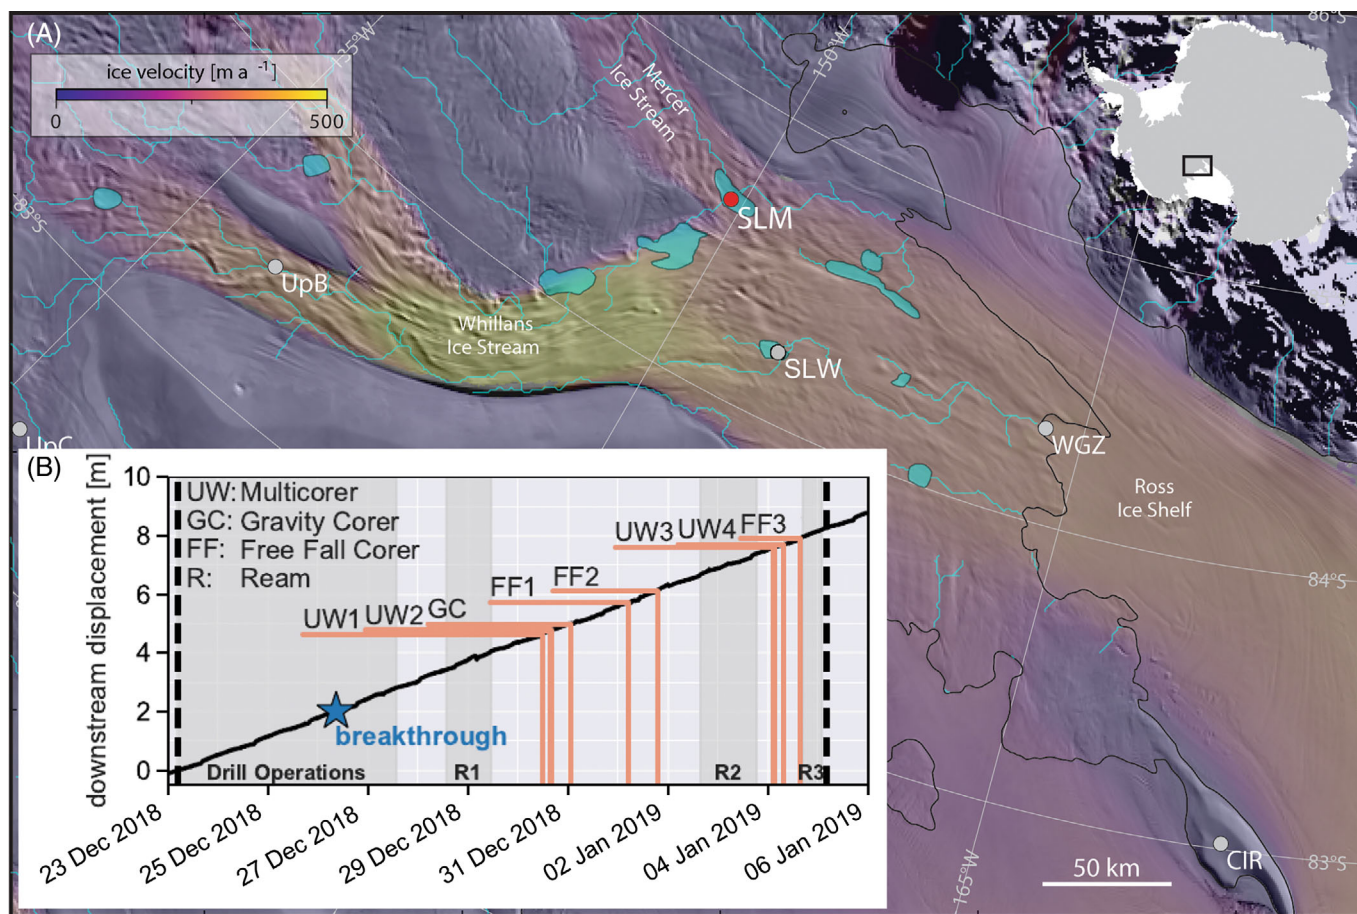 (A)
ice velocity [m a⁻¹]
0
500
135°W
150°W
86°S
83°S
Mercer
Ice Stream
SLM
UpB
Whillans
Ice Stream
SLW
UpC
WGZ
Ross
Ice Shelf
84°S
CIR
83°S
165°W
50 km
(B)
downstream displacement [m]
10
8
6
4
2
0
UW: Multicorer
GC: Gravity Corer
FF: Free Fall Corer
R: Ream
UW1
UW2
GC
FF1
FF2
UW3
UW4
FF3
breakthrough
Drill Operations
R1
R2
R3
23 Dec 2018
25 Dec 2018
27 Dec 2018
29 Dec 2018
31 Dec 2018
02 Jan 2019
04 Jan 2019
06 Jan 2019